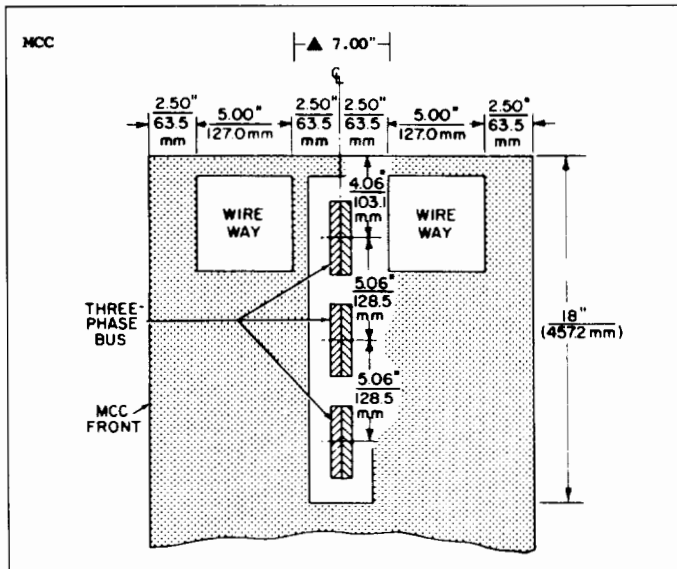 MCC
▲ 7.00"
℄
2.50" 5.00" 2.50" 2.50" 5.00" 2.50"
63.5 127.0mm 63.5 63.5 127.0mm 63.5
mm mm mm mm
4.06"
103.1
mm
WIRE
WAY
WIRE
WAY
5.06"
128.5
mm
THREE-
PHASE
BUS
18"
(457.2 mm)
5.06"
128.5
mm
MCC
FRONT